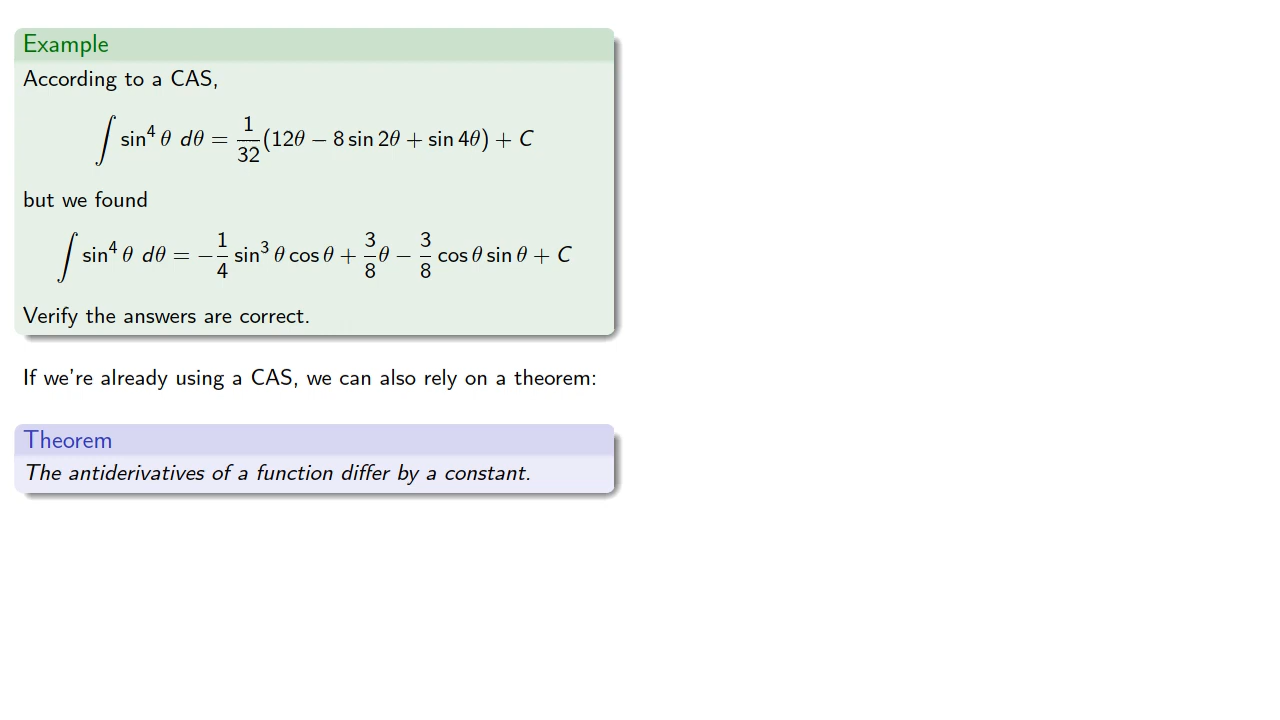 Example
According to a CAS,
∫ sin⁴ θ dθ = 1/32 (12θ − 8 sin 2θ + sin 4θ) + C
but we found
∫ sin⁴ θ dθ = −1/4 sin³ θ cos θ + 3/8 θ − 3/8 cos θ sin θ + C
Verify the answers are correct.
If we're already using a CAS, we can also rely on a theorem:
Theorem
The antiderivatives of a function differ by a constant.